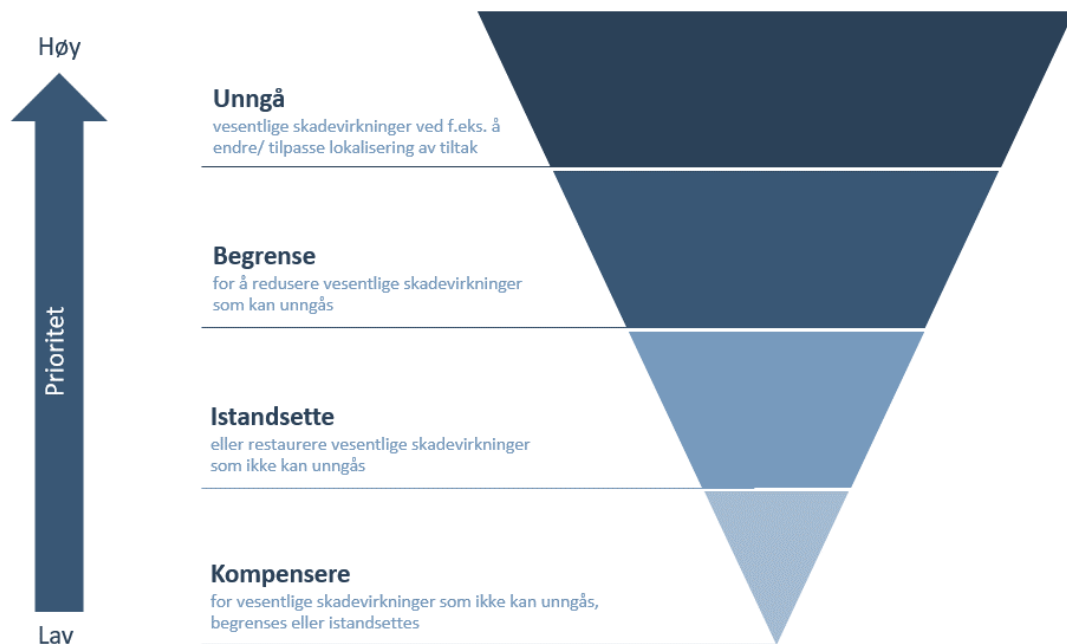 Høy
Unngå
vesentlige skadevirkninger ved f.eks. å
endre/ tilpasse lokalisering av tiltak
Begrense
for å redusere vesentlige skadevirkninger
som kan unngås
Prioritet
Istandsette
eller restaurere vesentlige skadevirkninger
som ikke kan unngås
Kompensere
for vesentlige skadevirkninger som ikke kan unngås,
begrenses eller istandsettes
Lav